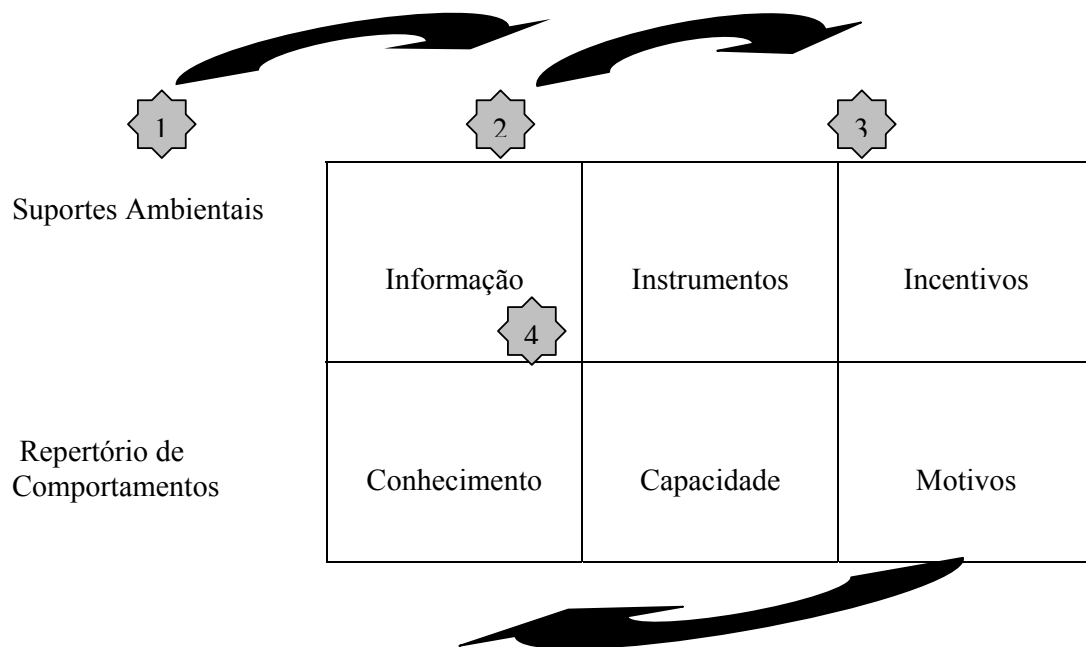 1
2
3
Suportes Ambientais
Informação
Instrumentos
Incentivos
4
Repertório de
Comportamentos
Conhecimento
Capacidade
Motivos